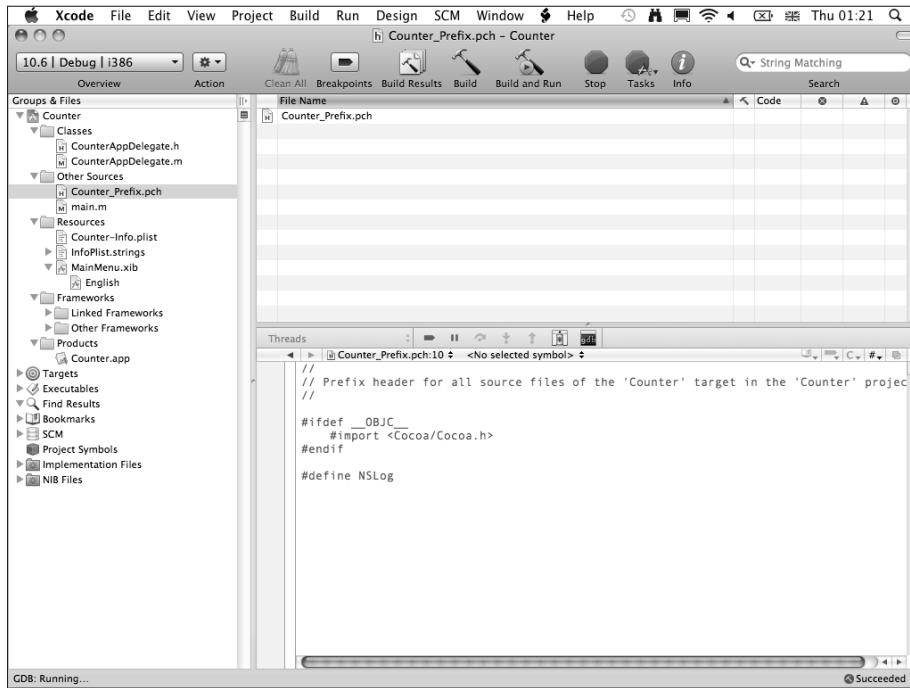 Xcode File Edit View Project Build Run Design SCM Window Help Thu 01:21
Counter_Prefix.pch – Counter
10.6 | Debug | i386
Overview Action Clean All Breakpoints Build Results Build Build and Run Stop Tasks Info Search
String Matching
Groups & Files
File Name Code
Counter
Counter_Prefix.pch
Classes
CounterAppDelegate.h
CounterAppDelegate.m
Other Sources
Counter_Prefix.pch
main.m
Resources
Counter-Info.plist
InfoPlist.strings
MainMenu.xib
English
Frameworks
Linked Frameworks
Other Frameworks
Products
Counter.app
Targets
Executables
Find Results
Bookmarks
SCM
Project Symbols
Implementation Files
NIB Files
Threads
gdb
Counter_Prefix.pch:10 <No selected symbol> C #
//
// Prefix header for all source files of the 'Counter' target in the 'Counter' projec
//
#ifdef __OBJC__
#import <Cocoa/Cocoa.h>
#endif
#define NSLog
GDB: Running...
Succeeded